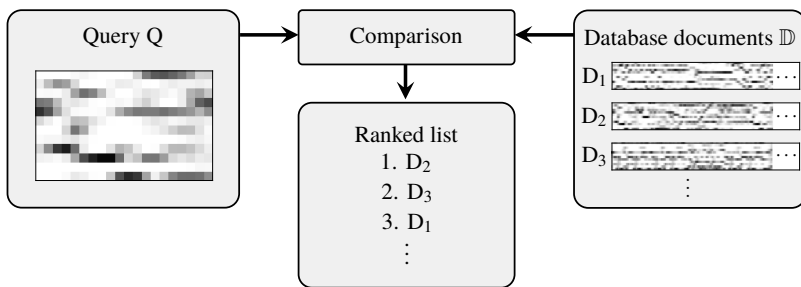 Query Q
Comparison
Database documents 𝔻
D₁ ⋯
D₂ ⋯
D₃ ⋯
⋮
Ranked list
1. D₂
2. D₃
3. D₁
⋮